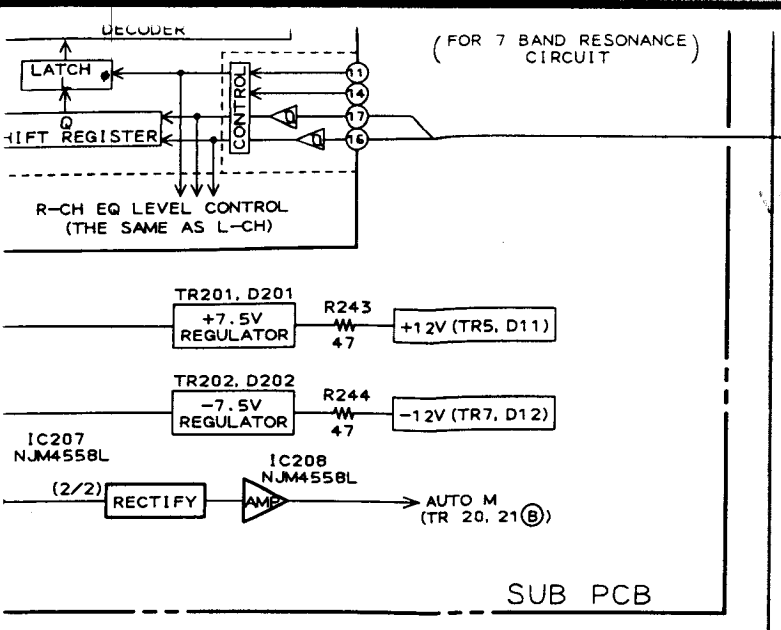 DECODER
(FOR 7 BAND RESONANCE)
CIRCUIT
LATCH
φ
CONTROL
11
14
17
16
Q
SHIFT REGISTER
R-CH EQ LEVEL CONTROL
(THE SAME AS L-CH)
TR201, D201
+7.5V
REGULATOR
R243
47
+12V (TR5, D11)
TR202, D202
-7.5V
REGULATOR
R244
47
-12V (TR7, D12)
IC207
NJM4558L
(2/2)
RECTIFY
IC208
NJM4558L
AMP
AUTO M
(TR 20, 21 B)
SUB PCB